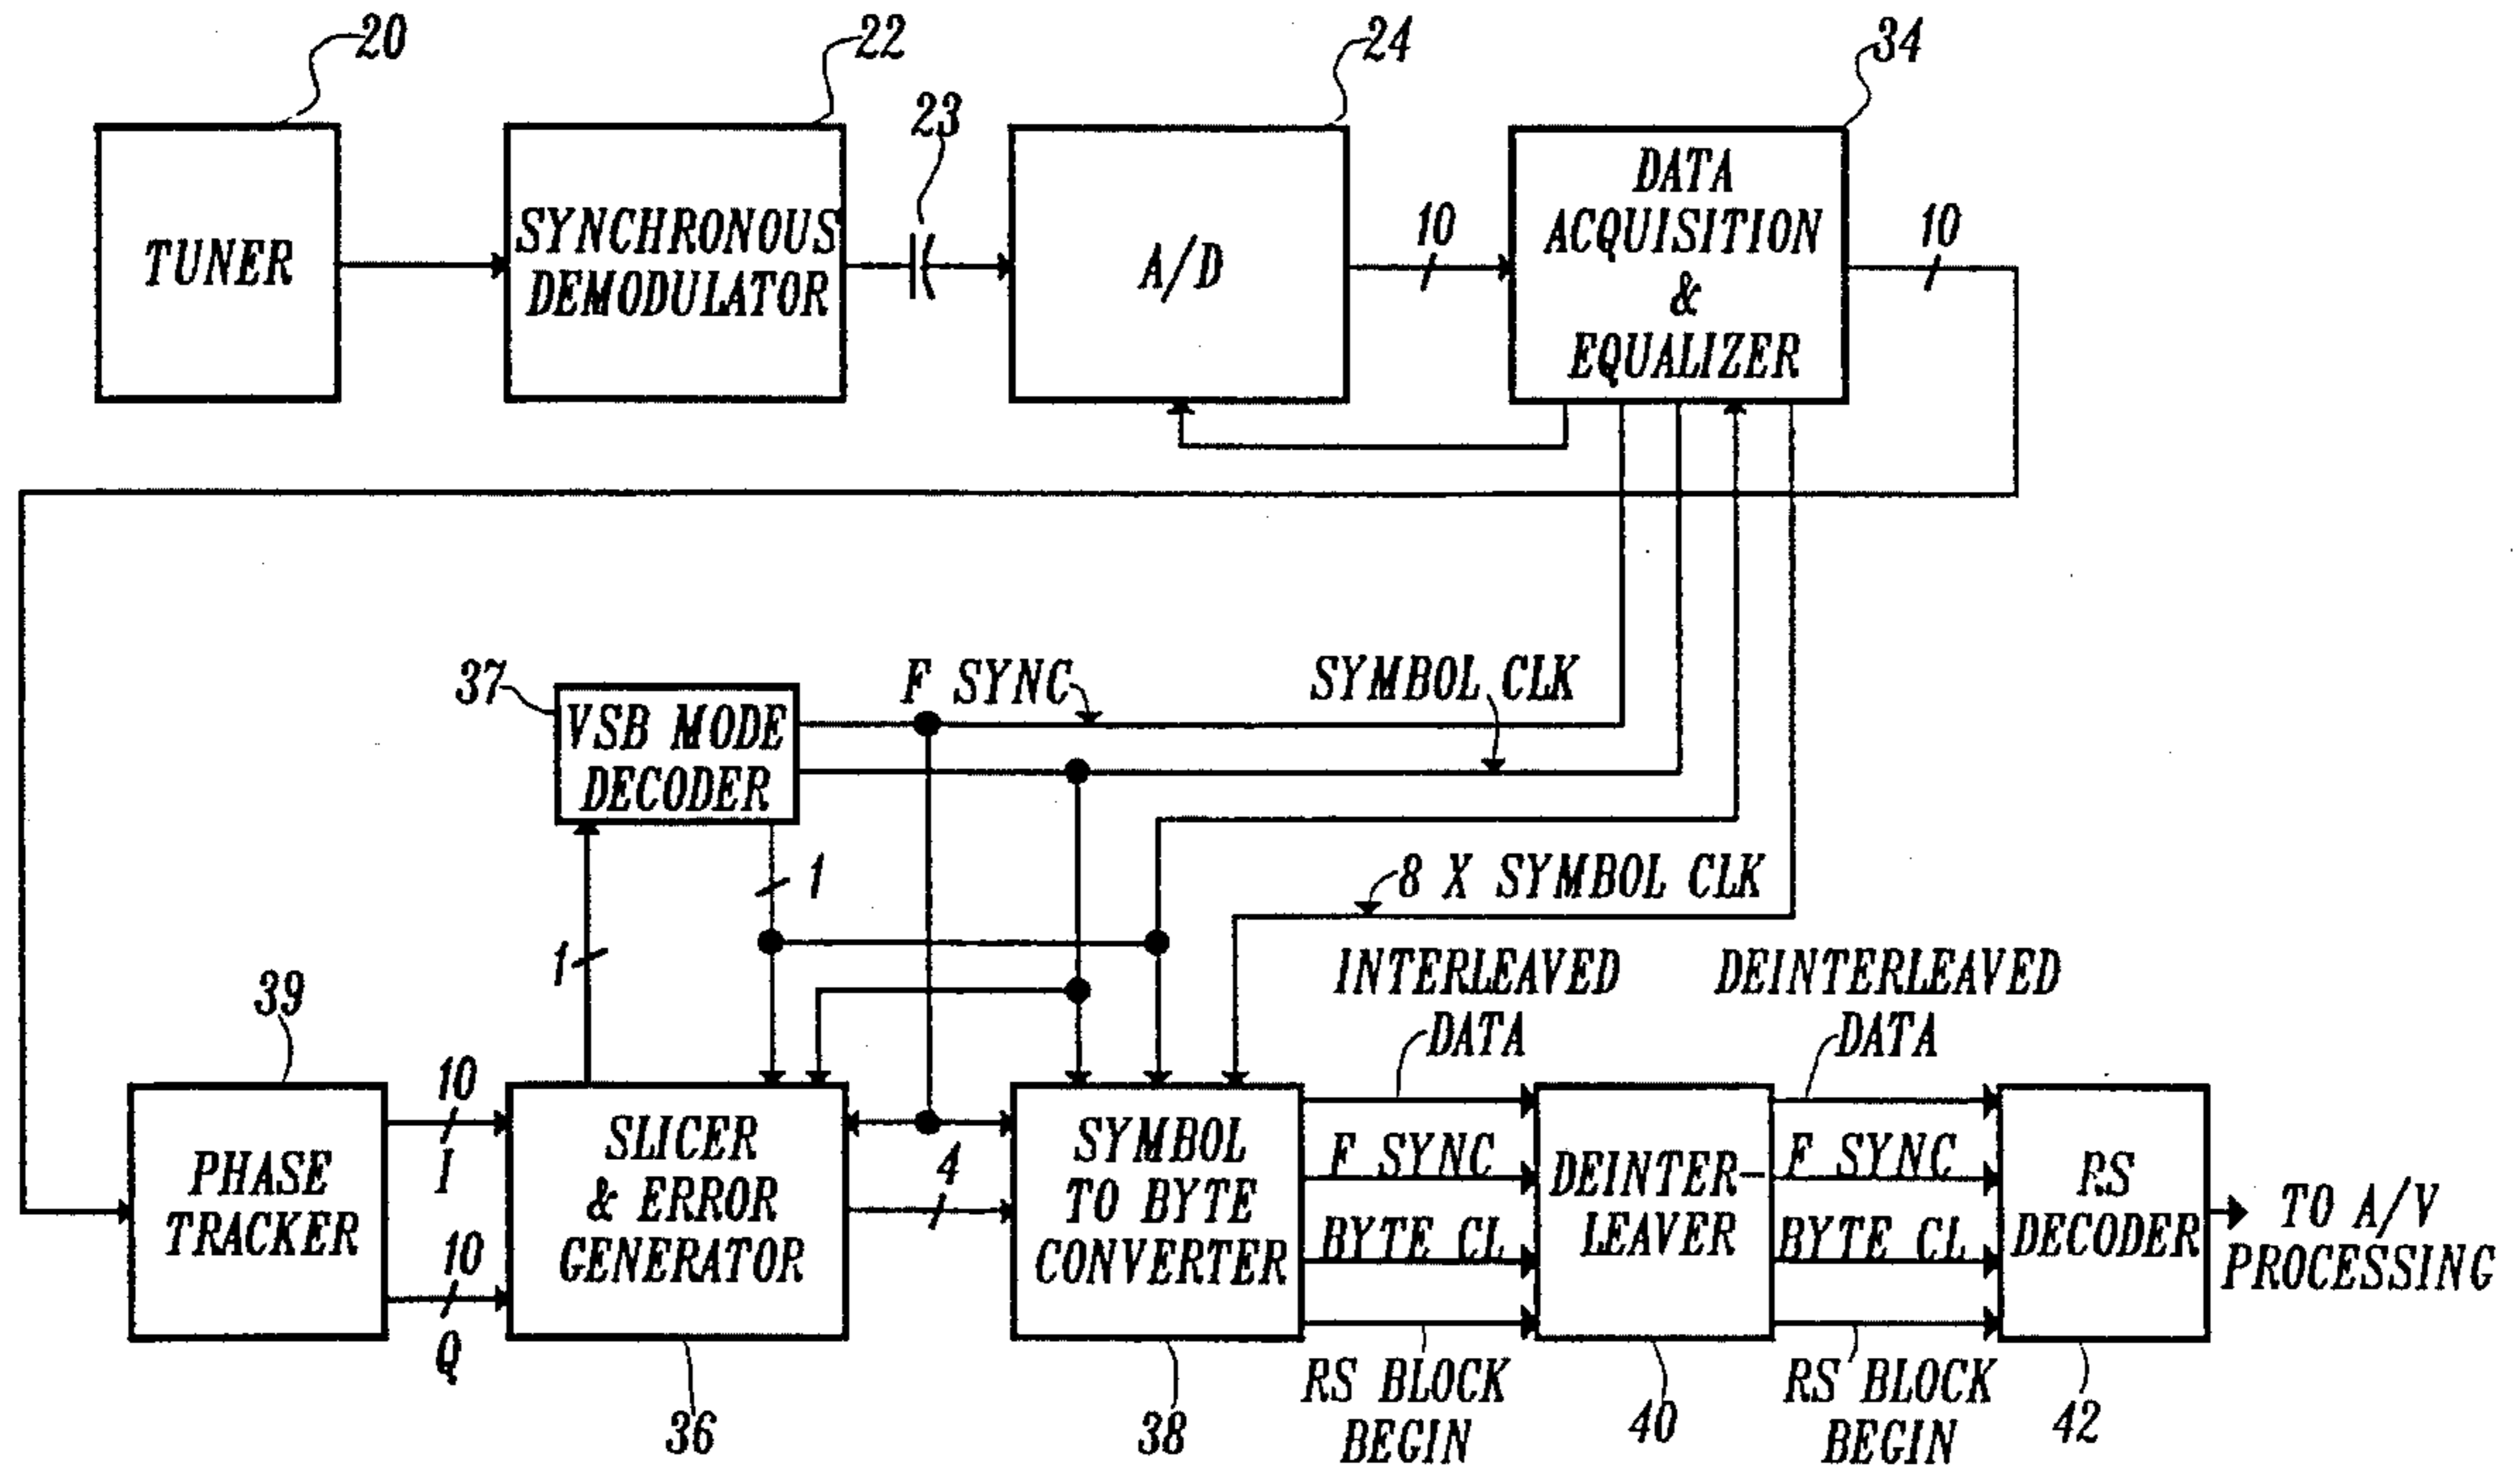 20
22
23
24
34
TUNER
SYNCHRONOUS
DEMODULATOR
A/D
10
DATA
ACQUISITION
&
EQUALIZER
10
37
VSB MODE
DECODER
F SYNC
SYMBOL CLK
1
8 X SYMBOL CLK
1
INTERLEAVED
DATA
DEINTERLEAVED
DATA
39
PHASE
TRACKER
10
I
10
Q
SLICER
& ERROR
GENERATOR
36
4
SYMBOL
TO BYTE
CONVERTER
38
F SYNC
BYTE CL
RS BLOCK
BEGIN
DEINTER-
LEAVER
40
F SYNC
BYTE CL
RS BLOCK
BEGIN
RS
DECODER
42
TO A/V
PROCESSING